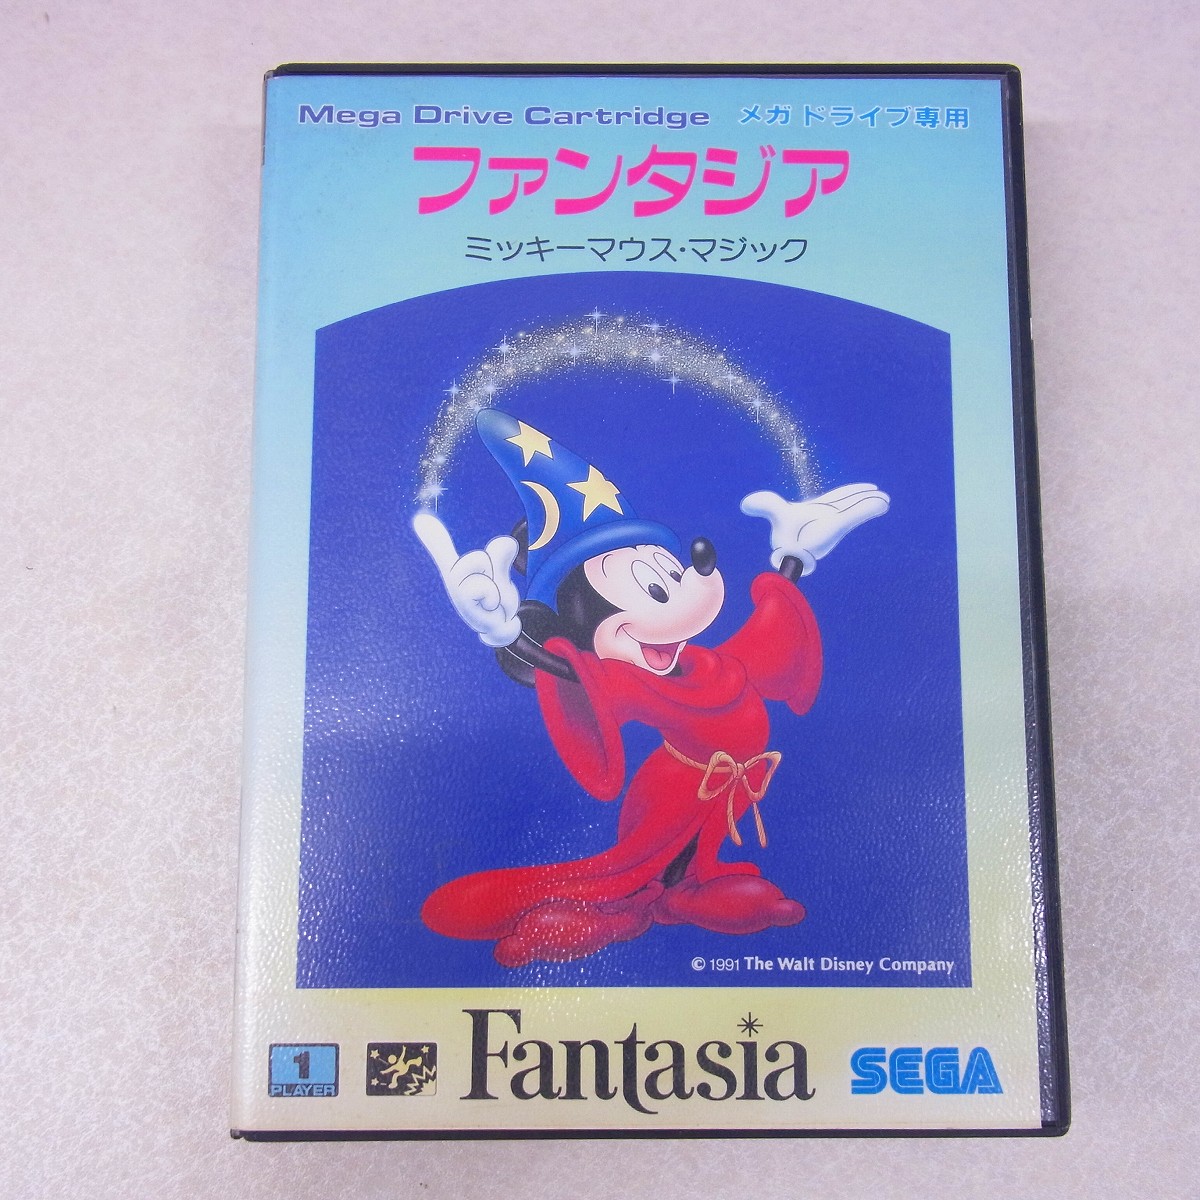 Mega Drive Cartridge メガドライブ専用
ファンタジア
ミッキーマウス・マジック
© 1991 The Walt Disney Company
1
PLAYER
Fantasia
SEGA